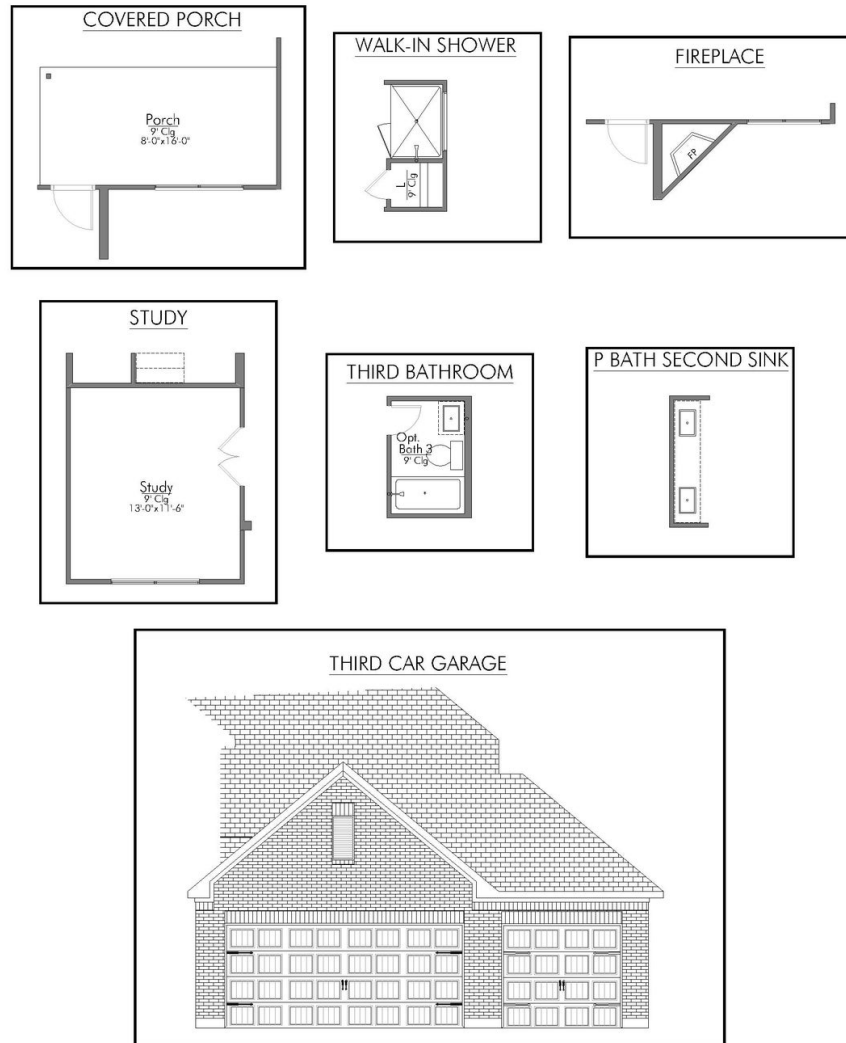 COVERED PORCH
Porch
9' Clg
8'-0"x16'-0"
WALK-IN SHOWER
L
9' Clg
FIREPLACE
FP
STUDY
Study
9' Clg
13'-0"x11'-6"
THIRD BATHROOM
Opt.
Bath 3
9' Clg
P BATH SECOND SINK
THIRD CAR GARAGE